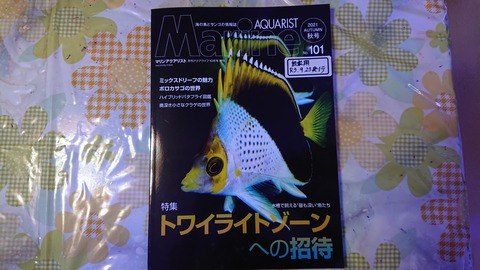 海の魚とサンゴの情報誌
AQUARIST
Marine
マリンアクアリスト
2021
AUTUMN
秋号
No.101
ミックスドリーフの魅力
ボロカサゴの世界
ハイブリッドバタフライ図鑑
奥深き小さなクラゲの世界
特集
水槽で飼える“最も深い”魚たち
トワイライトゾーン
への招待